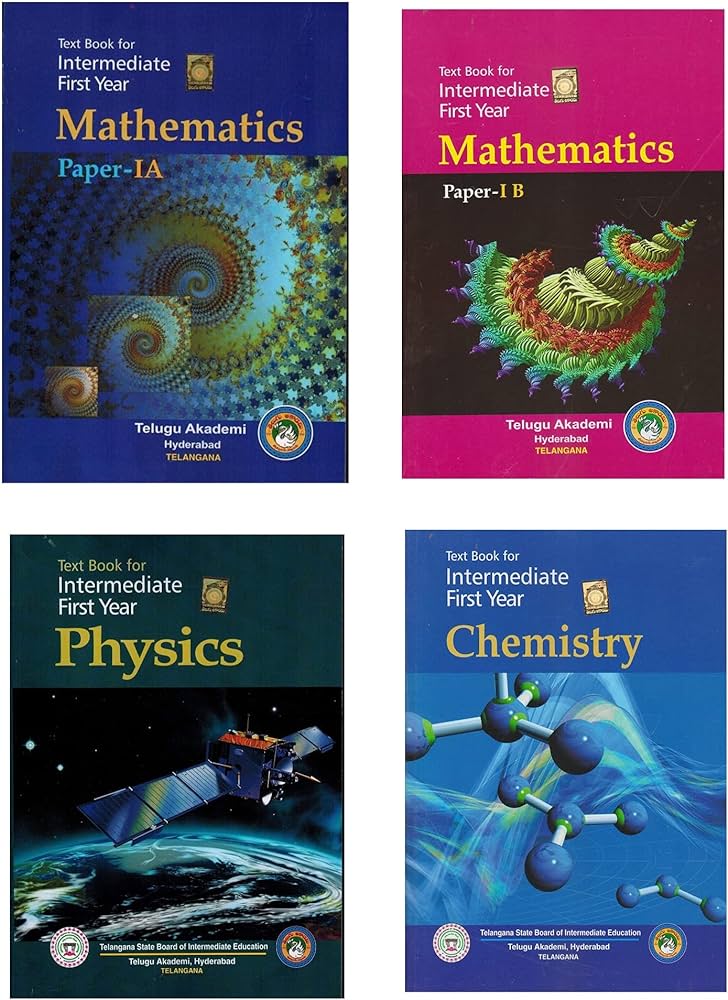 Text Book for
Intermediate
First Year
Mathematics
Paper-IA
Telugu Akademi
Hyderabad
TELANGANA
Text Book for
Intermediate
First Year
Mathematics
Paper-I B
Telugu Akademi
Hyderabad
TELANGANA
Text Book for
Intermediate
First Year
Physics
Telangana State Board of Intermediate Education
Telugu Akademi, Hyderabad
TELANGANA
Text Book for
Intermediate
First Year
Chemistry
Telangana State Board of Intermediate Education
Telugu Akademi, Hyderabad
TELANGANA